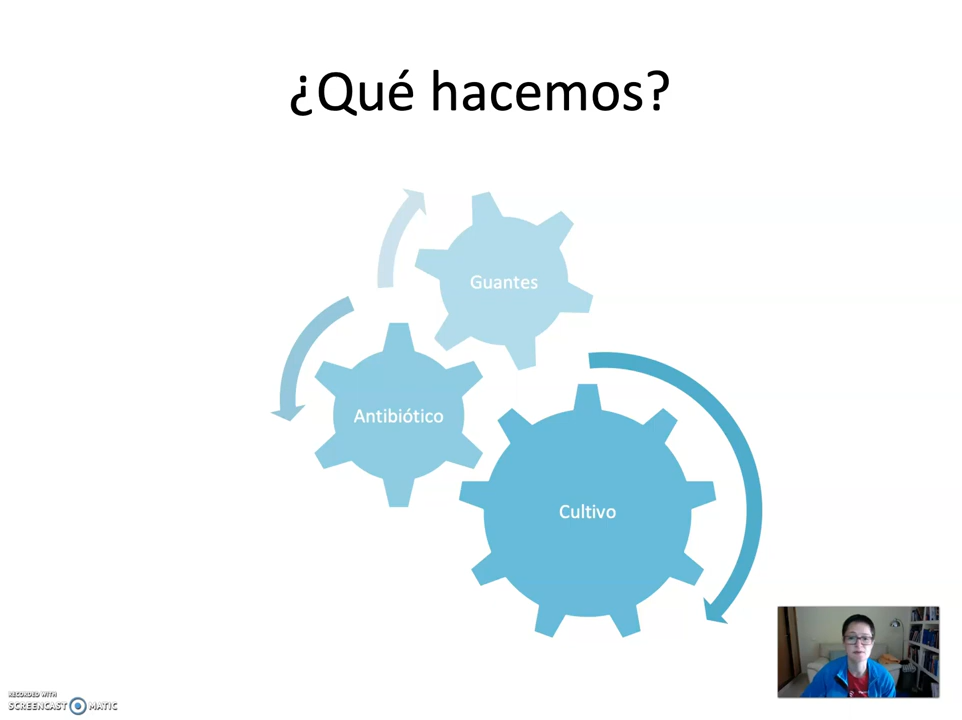 ¿Qué hacemos?
Guantes
Antibiótico
Cultivo
RECORDED WITH
SCREENCAST MATIC